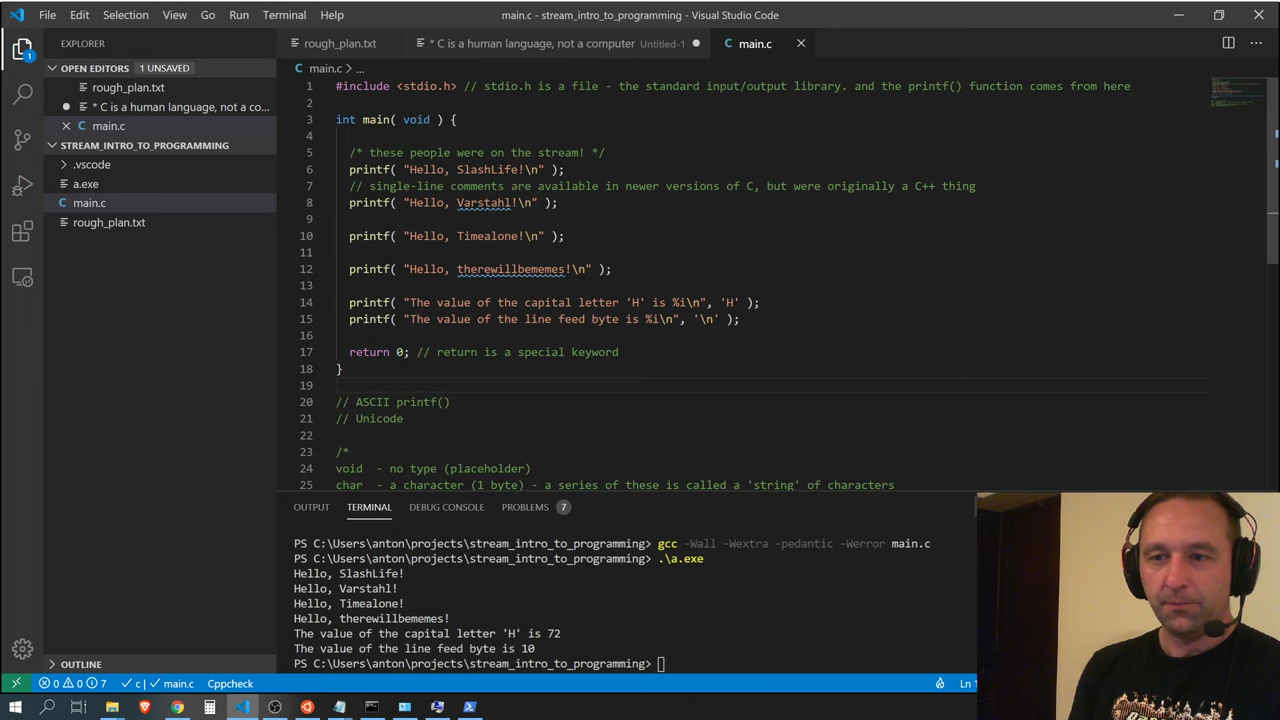 File Edit Selection View Go Run Terminal Help main.c - stream_intro_to_programming - Visual Studio Code
EXPLORER
rough_plan.txt * C is a human language, not a computer Untitled-1 main.c
OPEN EDITORS 1 UNSAVED
rough_plan.txt
* C is a human language, not a co...
main.c
STREAM_INTRO_TO_PROGRAMMING
.vscode
a.exe
main.c
rough_plan.txt
OUTLINE
main.c > ...
1 #include <stdio.h> // stdio.h is a file - the standard input/output library. and the printf() function comes from here
2
3 int main( void ) {
4
5 /* these people were on the stream! */
6 printf( "Hello, SlashLife!\n" );
7 // single-line comments are available in newer versions of C, but were originally a C++ thing
8 printf( "Hello, Varstahl!\n" );
9
10 printf( "Hello, Timealone!\n" );
11
12 printf( "Hello, therewillbememes!\n" );
13
14 printf( "The value of the capital letter 'H' is %i\n", 'H' );
15 printf( "The value of the line feed byte is %i\n", '\n' );
16
17 return 0; // return is a special keyword
18 }
19
20 // ASCII printf()
21 // Unicode
22
23 /*
24 void - no type (placeholder)
25 char - a character (1 byte) - a series of these is called a 'string' of characters
OUTPUT TERMINAL DEBUG CONSOLE PROBLEMS 7
PS C:\Users\anton\projects\stream_intro_to_programming> gcc -Wall -Wextra -pedantic -Werror main.c
PS C:\Users\anton\projects\stream_intro_to_programming> .\a.exe
Hello, SlashLife!
Hello, Varstahl!
Hello, Timealone!
Hello, therewillbememes!
The value of the capital letter 'H' is 72
The value of the line feed byte is 10
PS C:\Users\anton\projects\stream_intro_to_programming>
0 0 7 c | main.c Cppcheck Ln 1
1